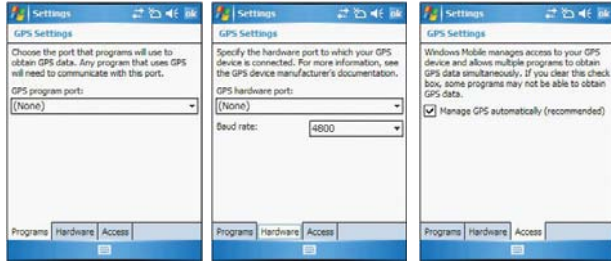 Settings
ok
GPS Settings
Choose the port that programs will use to
obtain GPS data. Any program that uses GPS
will need to communicate with this port.
GPS program port:
(None)
Programs Hardware Access
Settings
ok
GPS Settings
Specify the hardware port to which your GPS
device is connected. For more information, see
the GPS device manufacturer's documentation.
GPS hardware port:
(None)
Baud rate: 4800
Programs Hardware Access
Settings
ok
GPS Settings
Windows Mobile manages access to your GPS
device and allows multiple programs to obtain
GPS data simultaneously. If you clear this check
box, some programs may not be able to obtain
GPS data.
Manage GPS automatically (recommended)
Programs Hardware Access